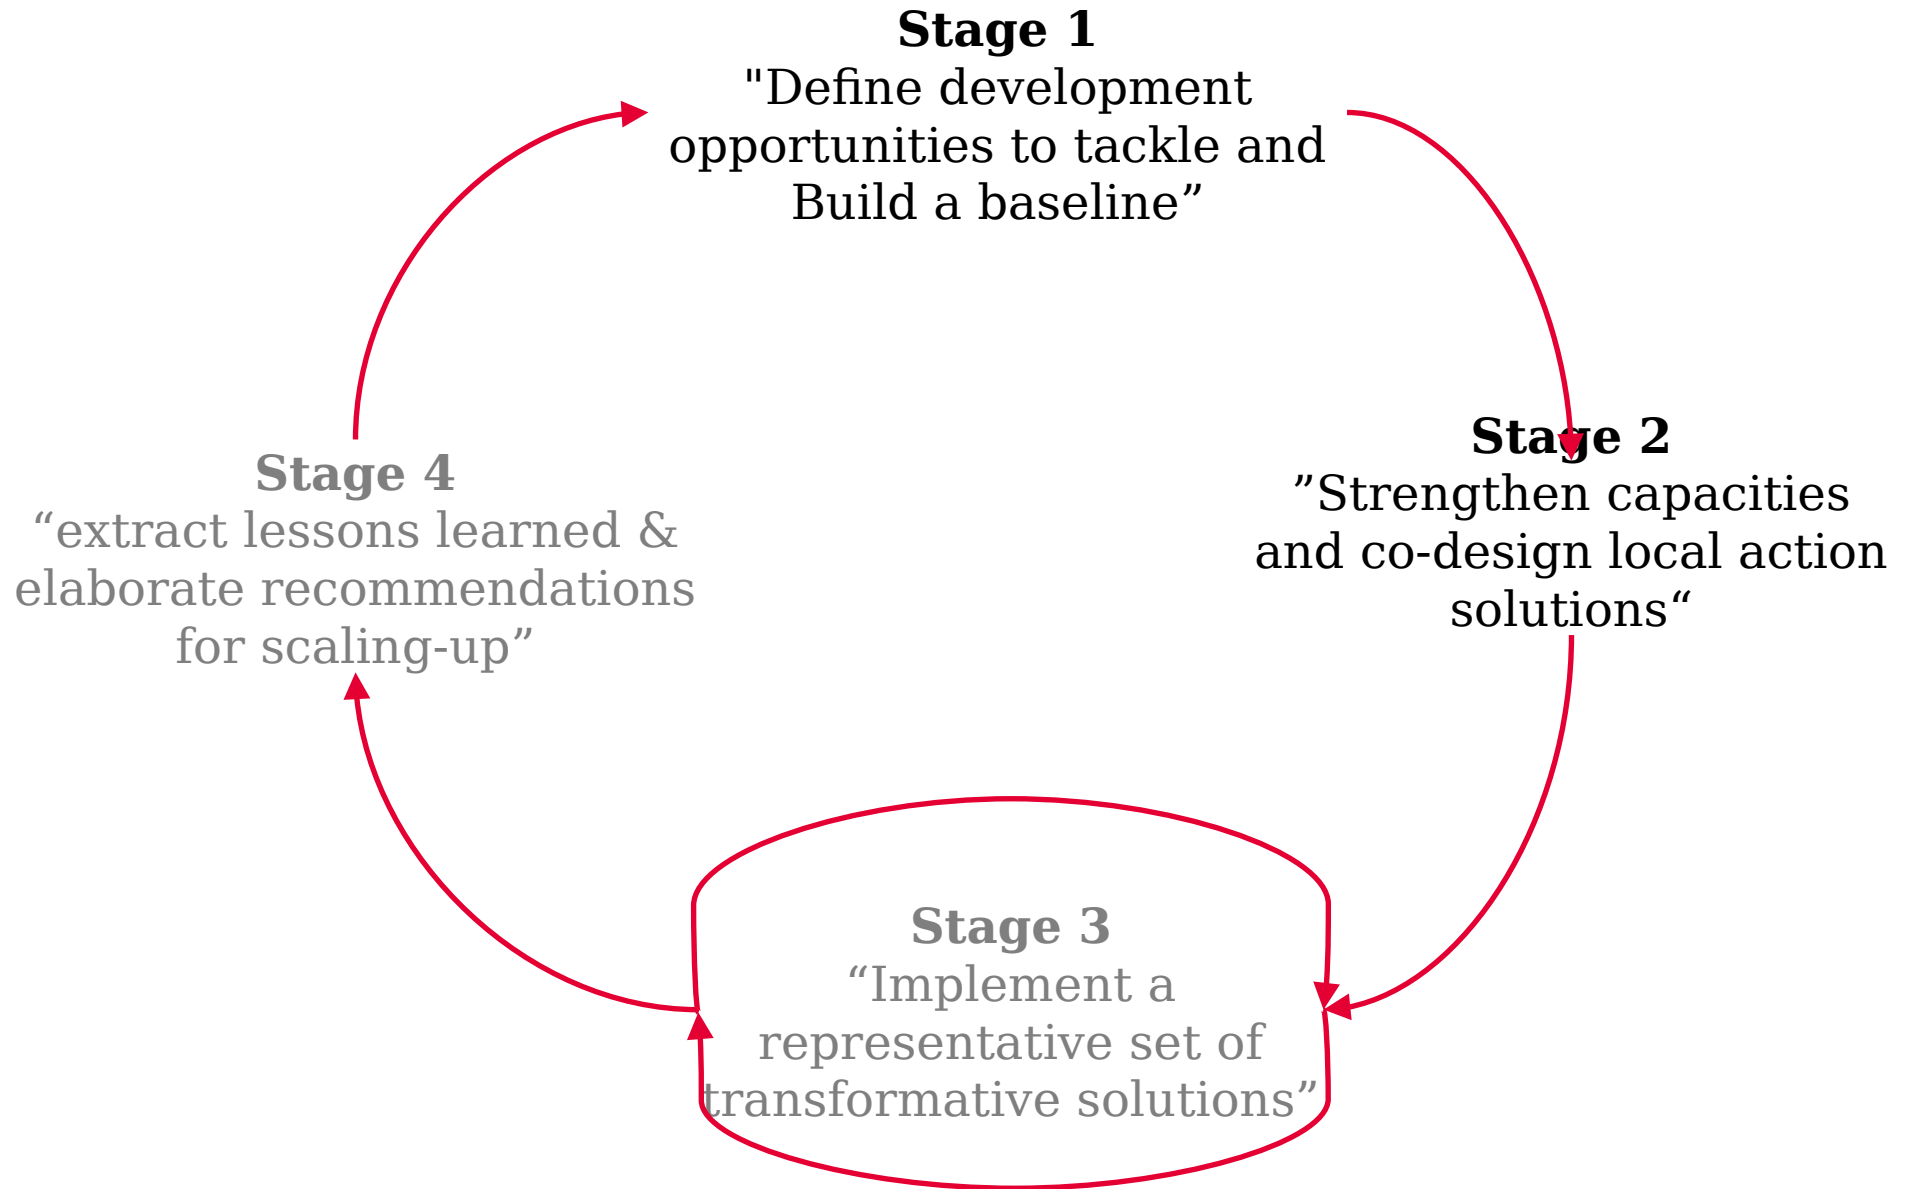 Stage 1
"Define development
opportunities to tackle and
Build a baseline”
Stage 2
”Strengthen capacities
and co-design local action
solutions“
Stage 3
“Implement a
representative set of
transformative solutions”
Stage 4
“extract lessons learned &
elaborate recommendations
for scaling-up”